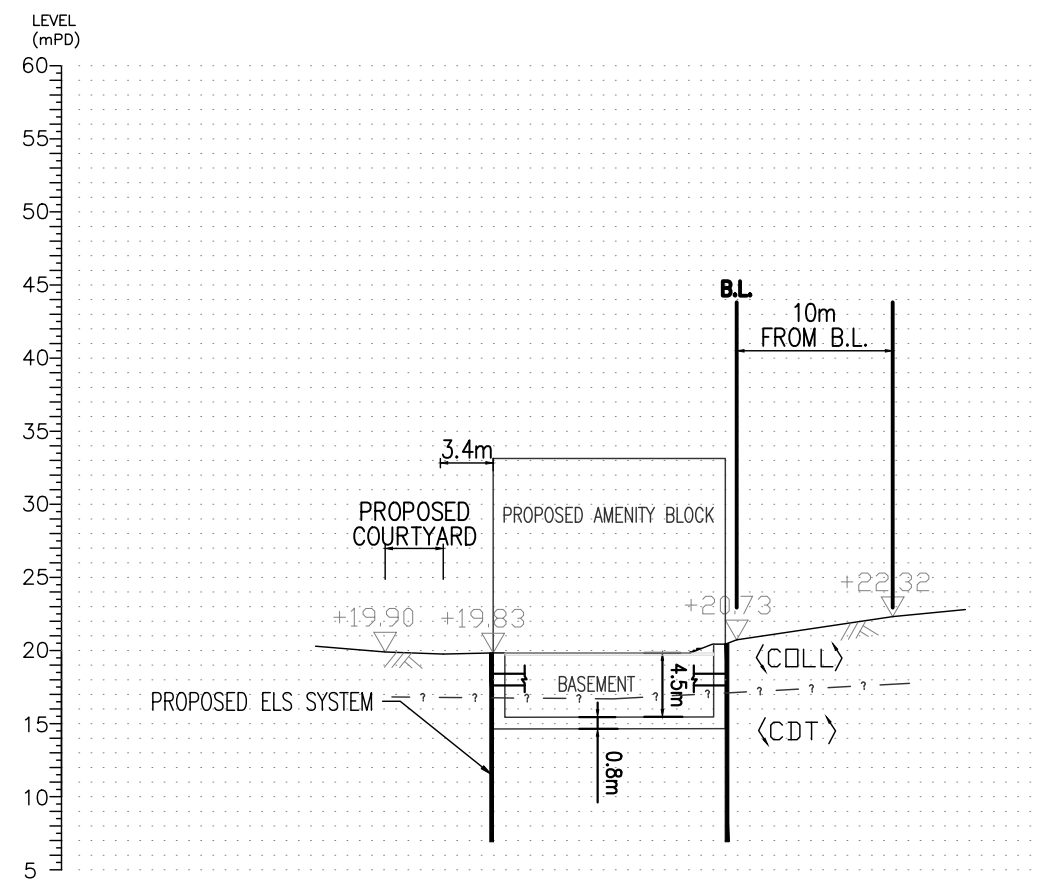 LEVEL
(mPD)
60
55
50
45
B.L.
10m
FROM B.L.
40
35
3.4m
30
PROPOSED
COURTYARD
PROPOSED AMENITY BLOCK
25
+22.32
+20.73
+19.90
+19.83
20
<COLL>
4.5m
BASEMENT
PROPOSED ELS SYSTEM
? ? ? ? ? ? ? ? ?
15
<CDT>
0.8m
10
5